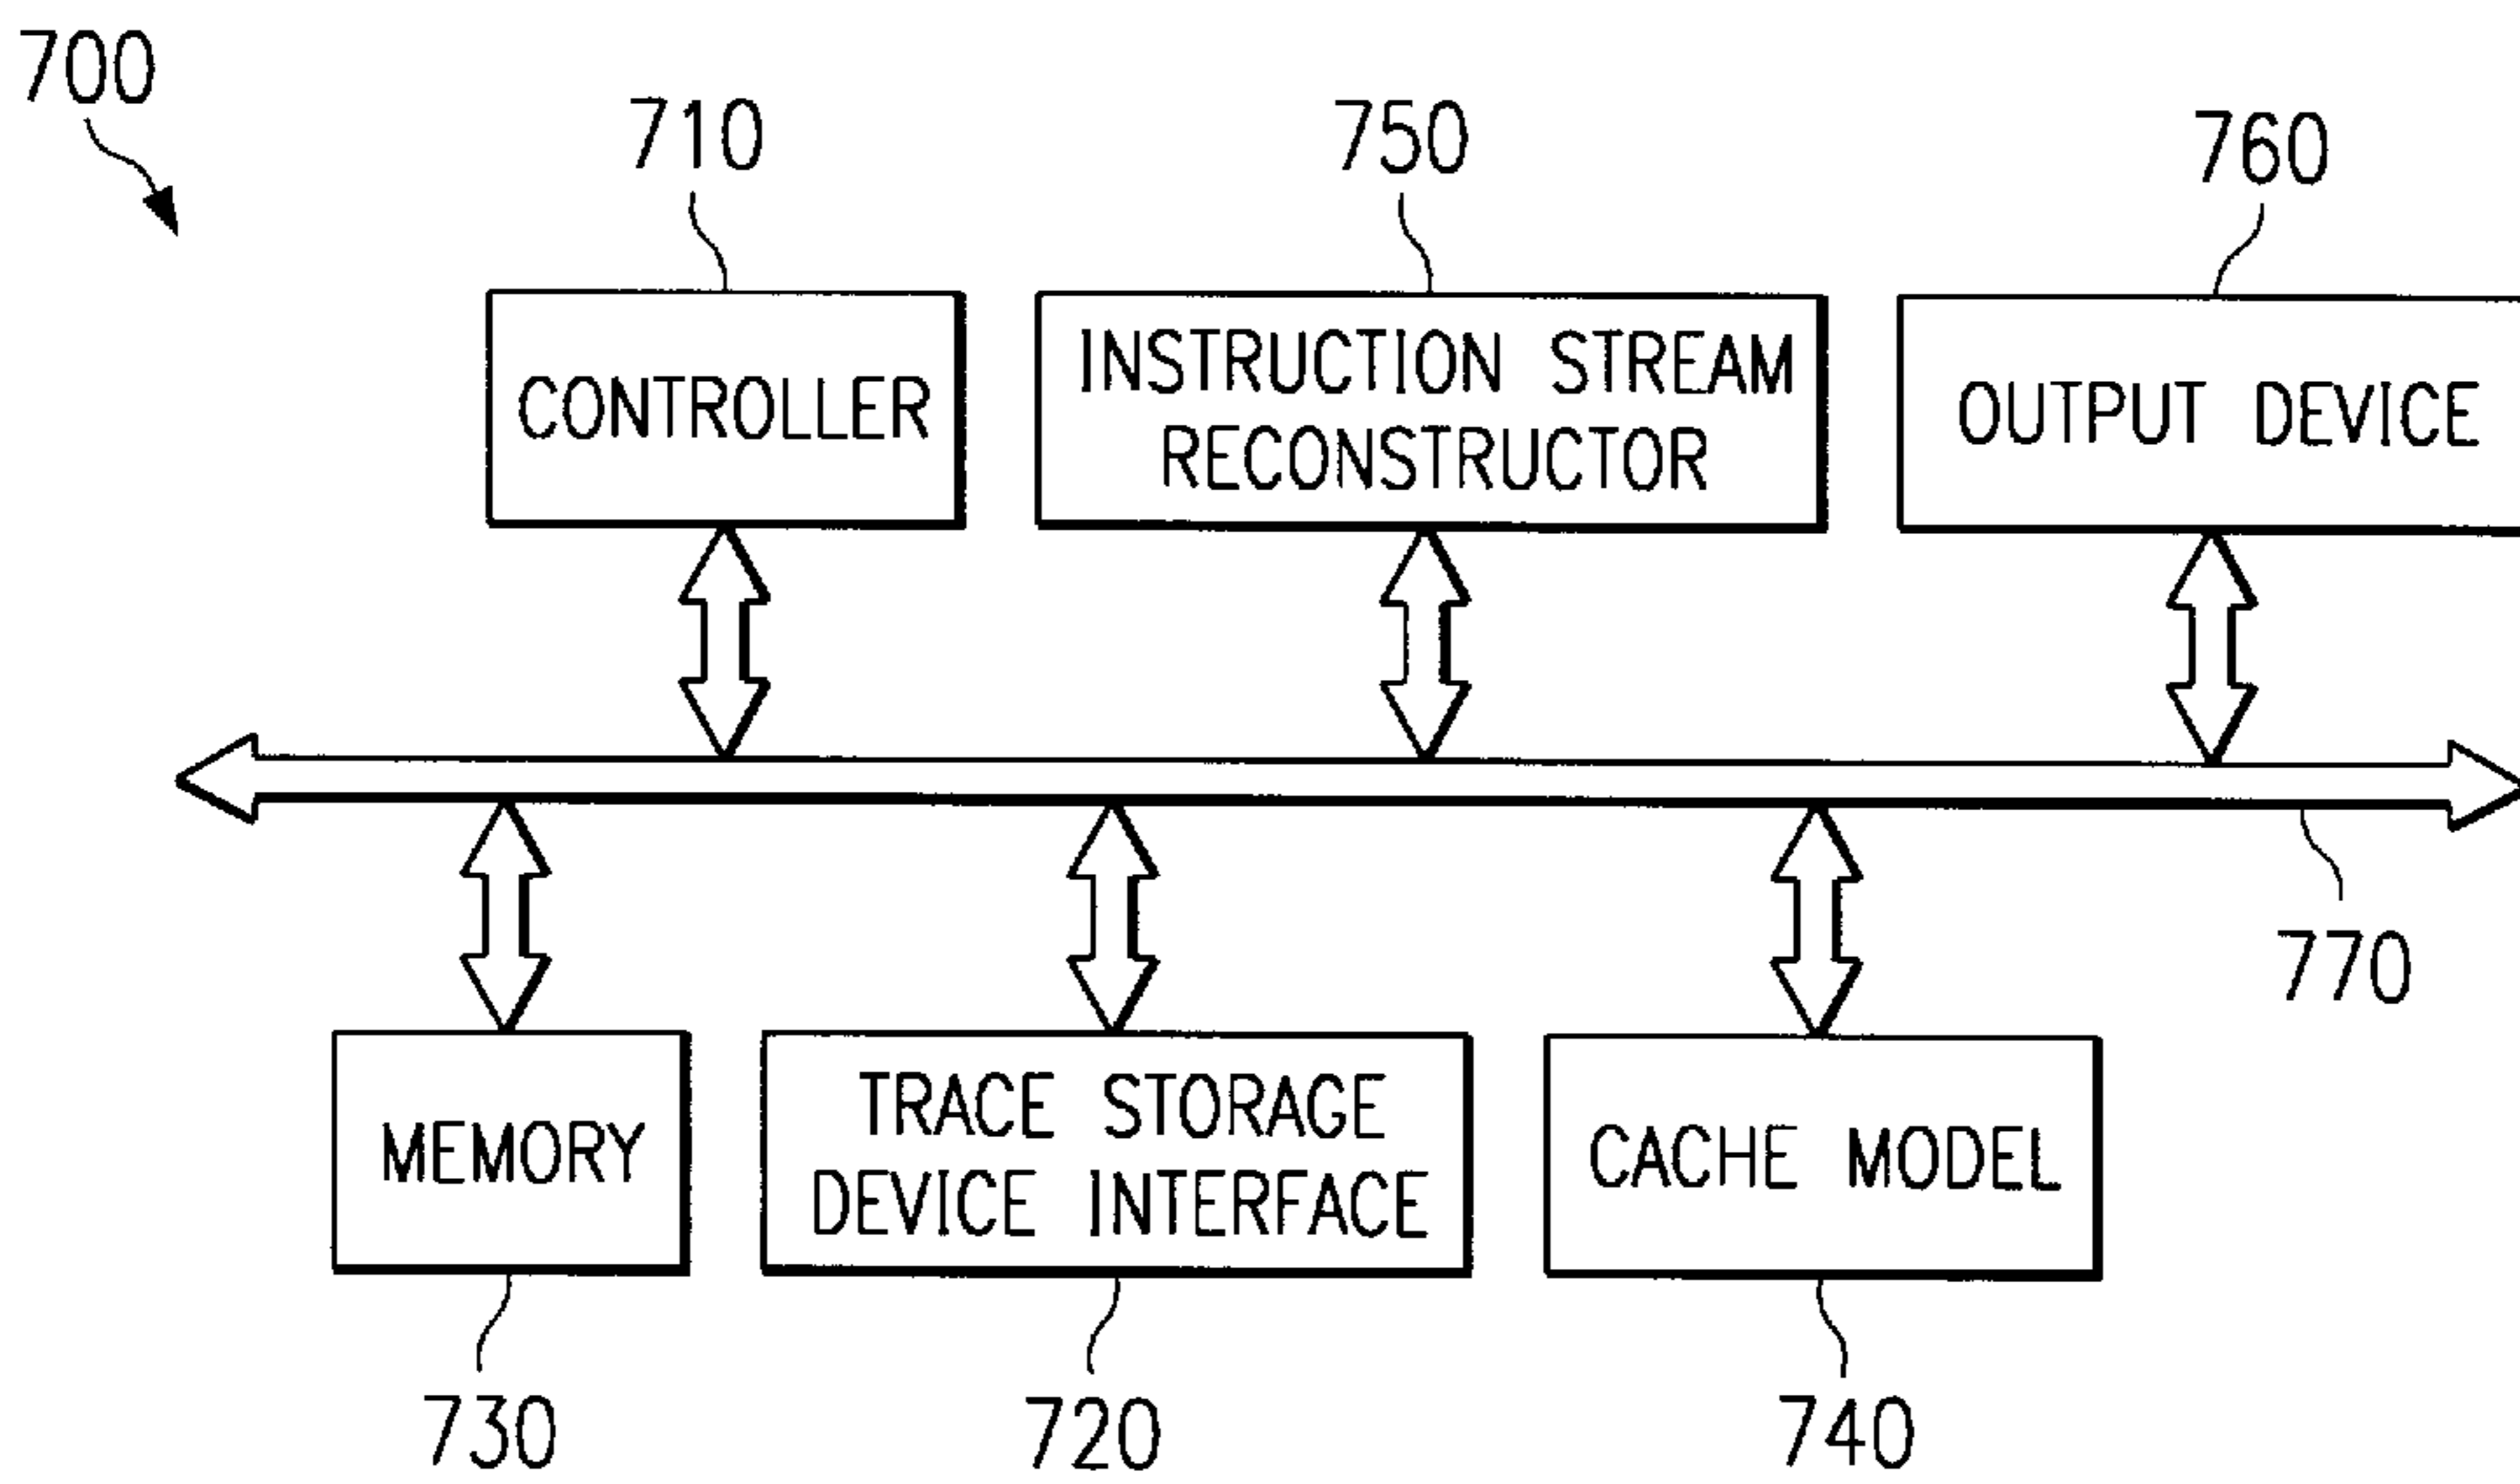 700
710
750
760
CONTROLLER
INSTRUCTION STREAM
RECONSTRUCTOR
OUTPUT DEVICE
770
MEMORY
TRACE STORAGE
DEVICE INTERFACE
CACHE MODEL
730
720
740